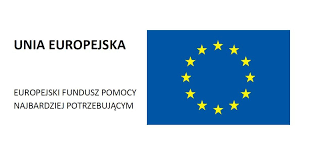 UNIA EUROPEJSKA
EUROPEJSKI FUNDUSZ POMOCY
NAJBARDZIEJ POTRZEBUJĄCYM